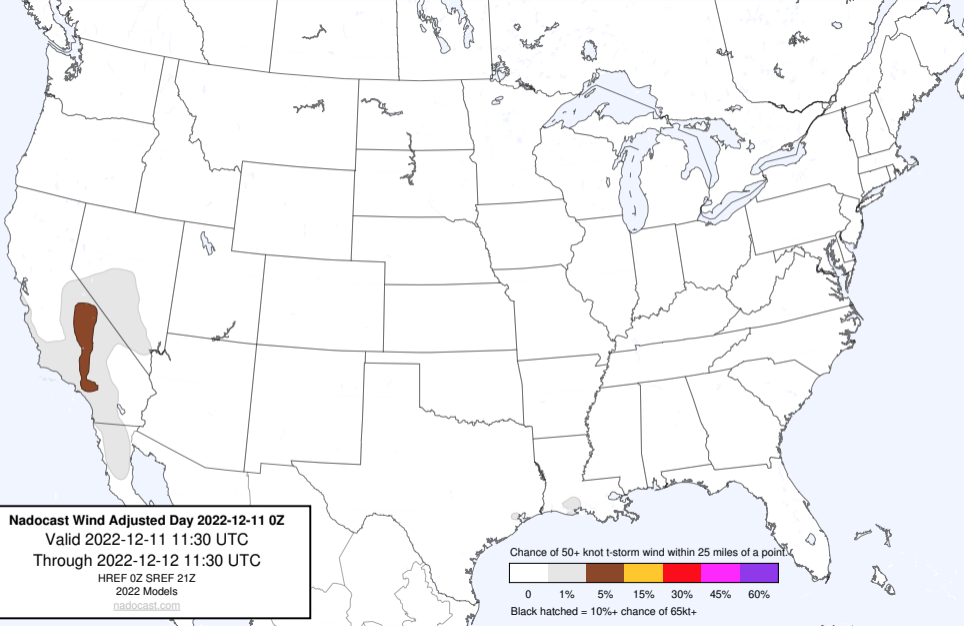 Nadocast Wind Adjusted Day 2022-12-11 0Z
Valid 2022-12-11 11:30 UTC
Through 2022-12-12 11:30 UTC
HREF 0Z SREF 21Z
2022 Models
nadocast.com
Chance of 50+ knot t-storm wind within 25 miles of a point.
0 1% 5% 15% 30% 45% 60%
Black hatched = 10%+ chance of 65kt+